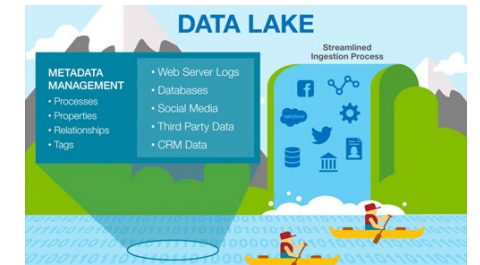 DATA LAKE
Streamlined
Ingestion Process
METADATA
MANAGEMENT
• Processes
• Properties
• Relationships
• Tags
• Web Server Logs
• Databases
• Social Media
• Third Party Data
• CRM Data
salesforce